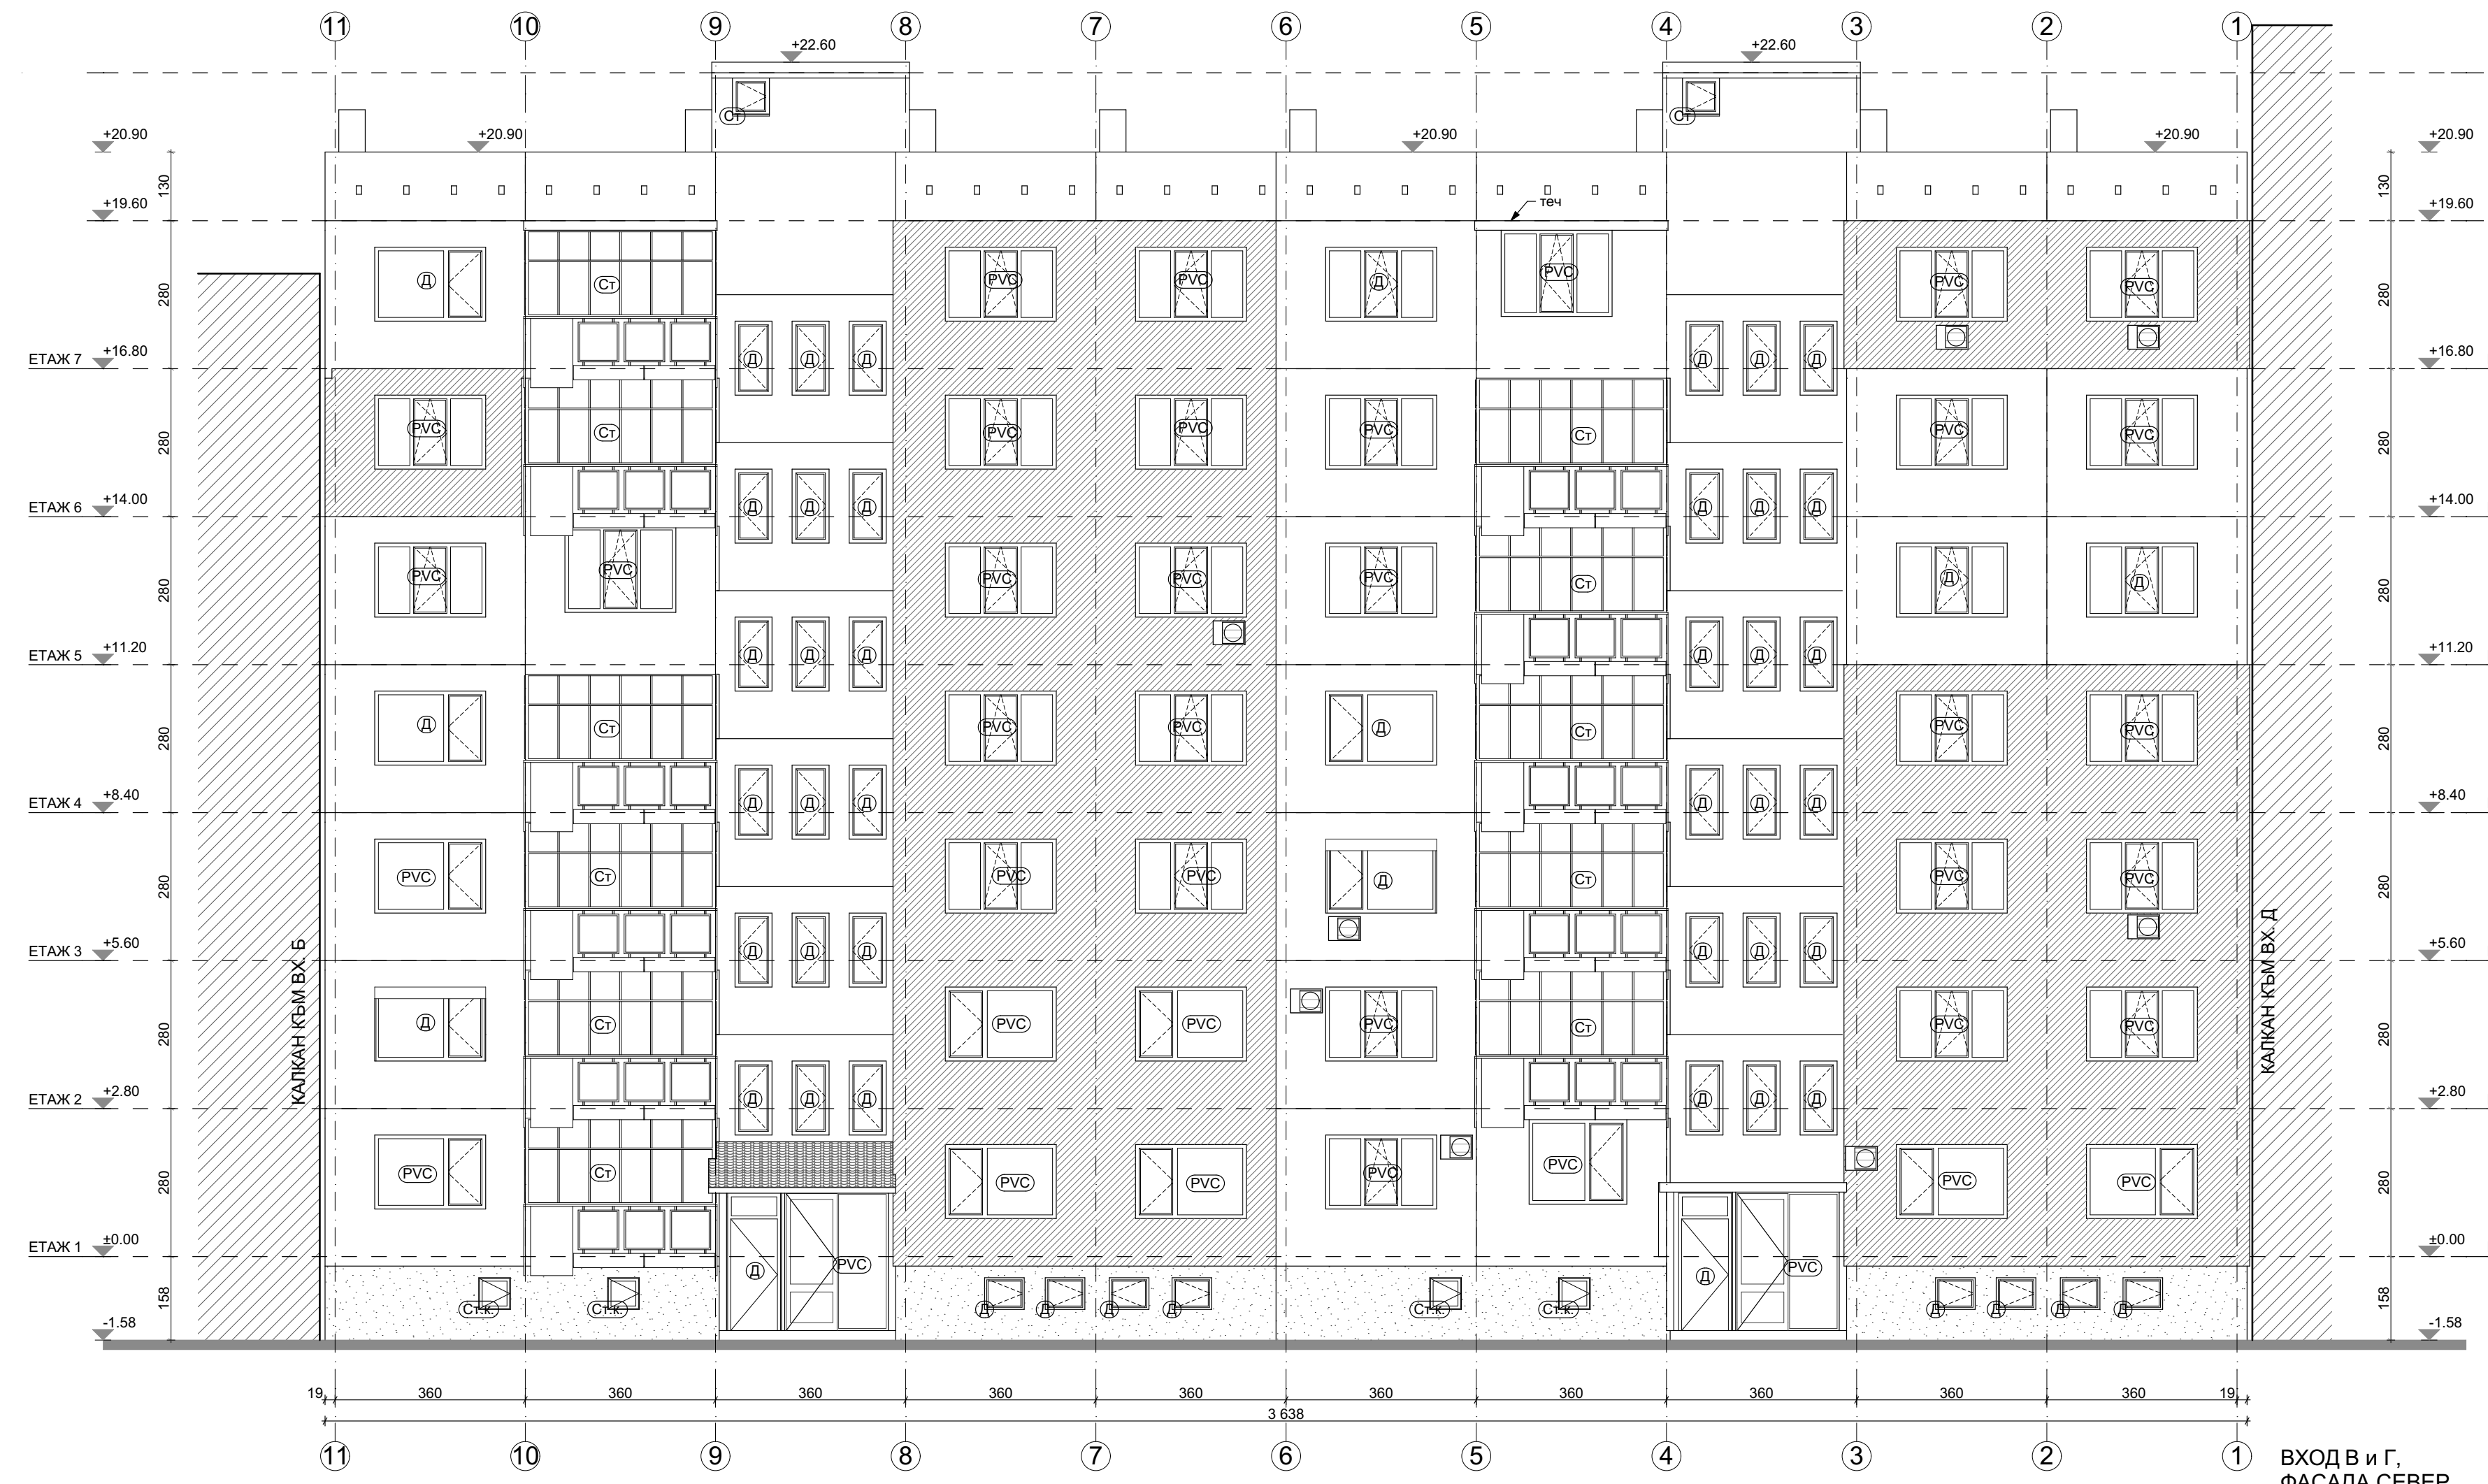 11 10 9 8 7 6 5 4 3 2 1
+22.60 +22.60
Ст Ст
+20.90 +20.90 +20.90 +20.90 +20.90
130 130
+19.60 теч +19.60
Д Ст PVC PVC Д PVC PVC PVC
280 280
Д Д Д Д Д Д
ЕТАЖ 7 +16.80 +16.80
PVC Ст PVC PVC PVC Ст PVC PVC
280 280
Д Д Д Д Д Д
ЕТАЖ 6 +14.00 +14.00
PVC PVC PVC PVC PVC Ст Д Д
280 280
Д Д Д Д Д Д
ЕТАЖ 5 +11.20 +11.20
Д Ст PVC PVC Д Ст PVC PVC
280 280
Д Д Д Д Д Д
ЕТАЖ 4 +8.40 +8.40
PVC Ст PVC PVC Д Ст PVC PVC
280 280
Д Д Д Д Д Д
ЕТАЖ 3 +5.60 +5.60
КАЛКАН КЪМ ВХ. Б
КАЛКАН КЪМ ВХ. Д
Д Ст PVC PVC PVC Ст PVC PVC
280 280
Д Д Д Д Д Д
ЕТАЖ 2 +2.80 +2.80
PVC Ст PVC PVC PVC PVC PVC PVC
280 280
ЕТАЖ 1 ±0.00 ±0.00
Д PVC Д PVC
158 158
Ст.к. Ст.к. Д Д Д Д Ст.к. Ст.к. Д Д Д Д
-1.58 -1.58
19 360 360 360 360 360 360 360 360 360 360 19
3 638
11 10 9 8 7 6 5 4 3 2 1
ВХОД В и Г,
ФАСАДА СЕВЕР